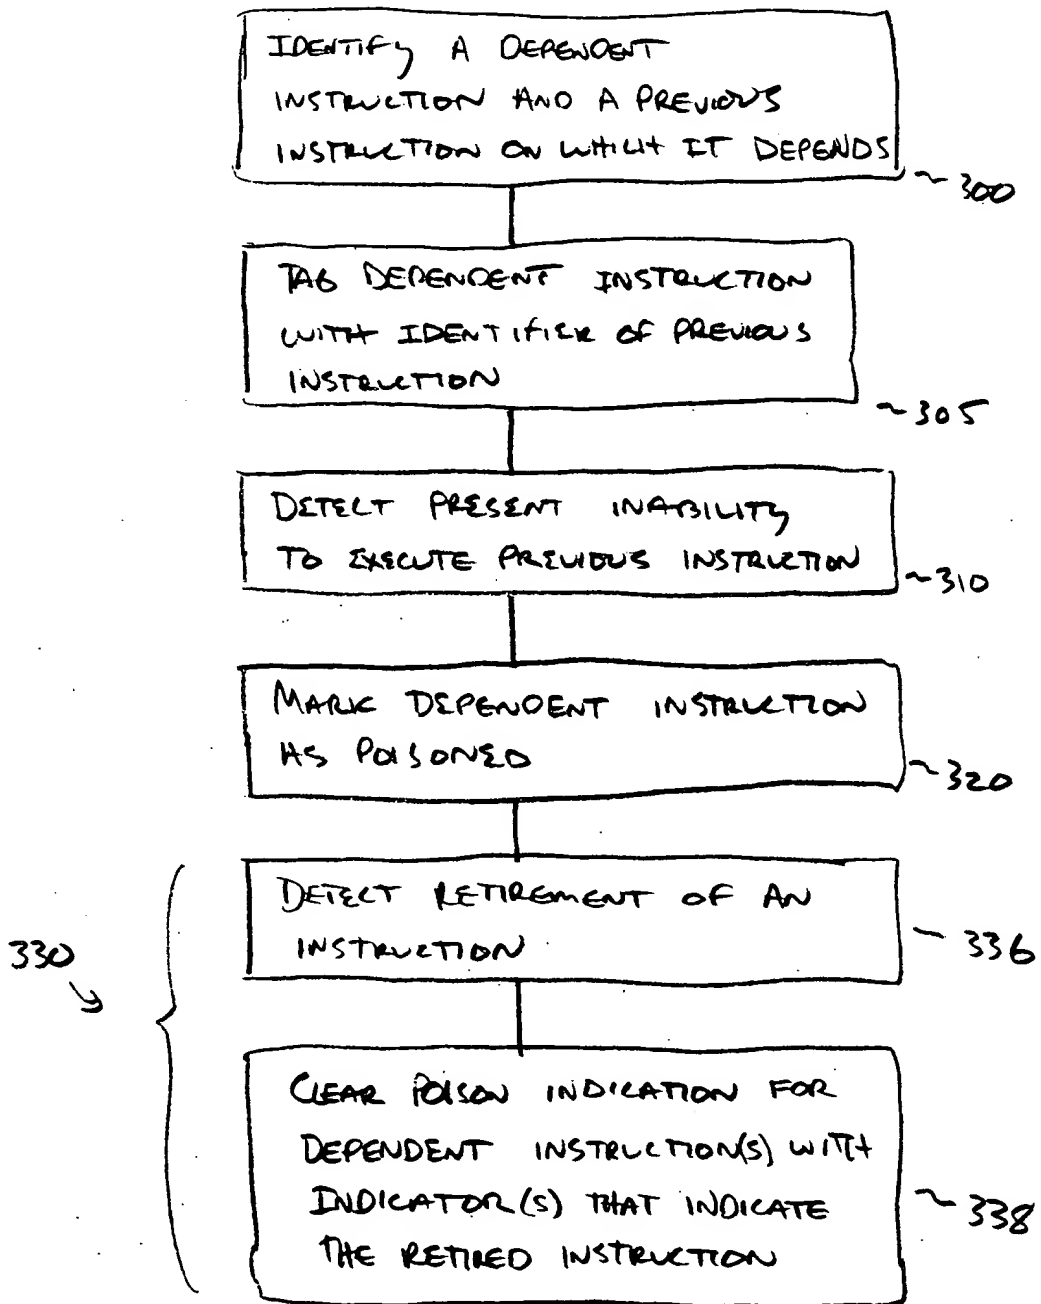 IDENTIFY A DEPENDENT
INSTRUCTION AND A PREVIOUS
INSTRUCTION ON WHICH IT DEPENDS
~300
TAG DEPENDENT INSTRUCTION
WITH IDENTIFIER OF PREVIOUS
INSTRUCTION
~305
DETECT PRESENT INABILITY
TO EXECUTE PREVIOUS INSTRUCTION
~310
MARK DEPENDENT INSTRUCTION
AS POISONED
~320
330
DETECT RETIREMENT OF AN
INSTRUCTION
~336
CLEAR POISON INDICATION FOR
DEPENDENT INSTRUCTION(S) WITH
INDICATOR(S) THAT INDICATE
THE RETIRED INSTRUCTION
~338